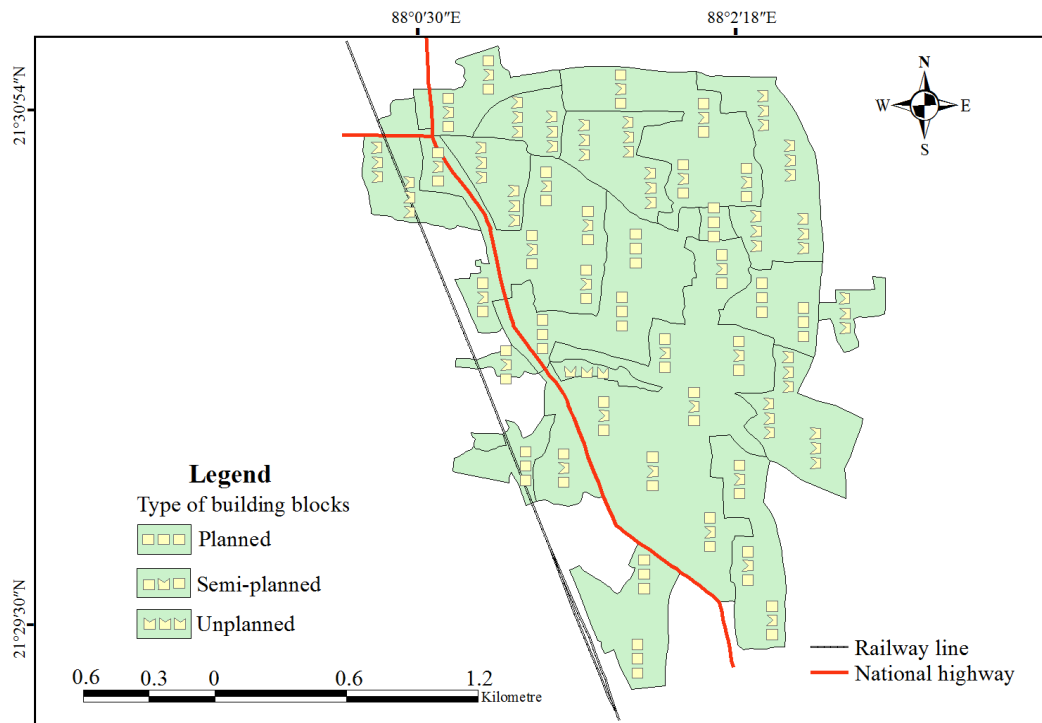 88°0′30″E 88°2′18″E
21°30′54″N
N
W E
S
Legend
Type of building blocks
Planned
Semi-planned
Unplanned
21°29′30″N
Railway line
National highway
0.6 0.3 0 0.6 1.2
Kilometre